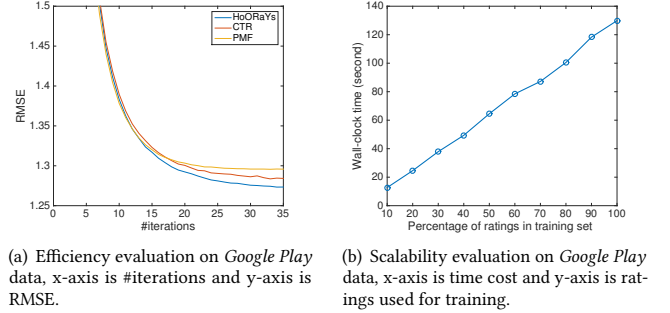 1.5
1.45
1.4
1.35
1.3
1.25
RMSE
HoORaYs
CTR
PMF
0 5 10 15 20 25 30 35
#iterations
140
120
100
80
60
40
20
0
Wall-clock time (second)
10 20 30 40 50 60 70 80 90 100
Percentage of ratings in training set
(a) Efficiency evaluation on Google Play
data, x-axis is #iterations and y-axis is
RMSE.
(b) Scalability evaluation on Google Play
data, x-axis is time cost and y-axis is rat-
ings used for training.